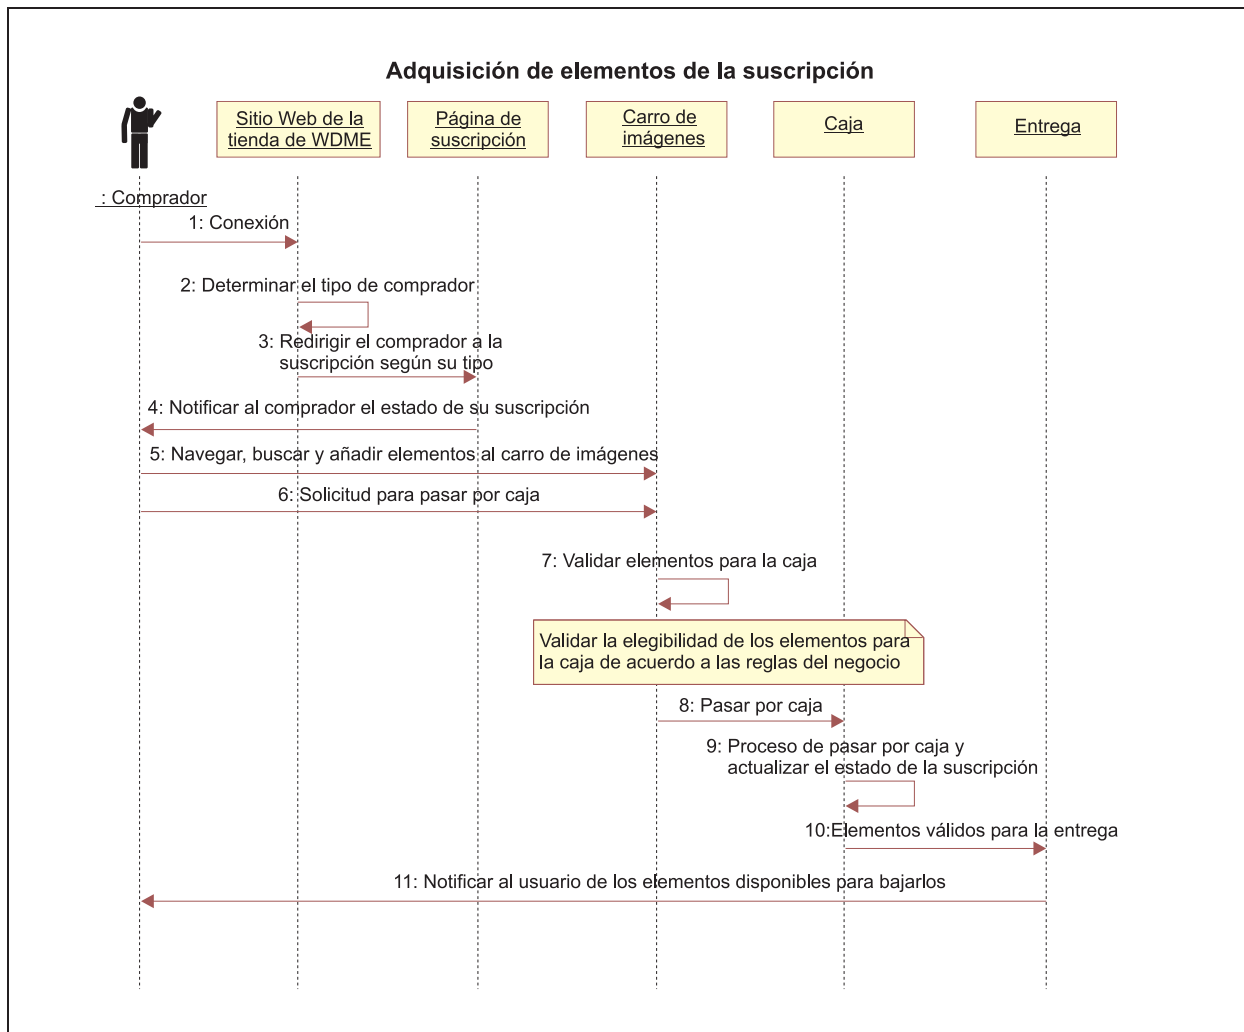 Adquisición de elementos de la suscripción
Sitio Web de la
tienda de WDME
Página de
suscripción
Carro de
imágenes
Caja
Entrega
: Comprador
1: Conexión
2: Determinar el tipo de comprador
3: Redirigir el comprador a la
suscripción según su tipo
4: Notificar al comprador el estado de su suscripción
5: Navegar, buscar y añadir elementos al carro de imágenes
6: Solicitud para pasar por caja
7: Validar elementos para la caja
Validar la elegibilidad de los elementos para
la caja de acuerdo a las reglas del negocio
8: Pasar por caja
9: Proceso de pasar por caja y
actualizar el estado de la suscripción
10:Elementos válidos para la entrega
11: Notificar al usuario de los elementos disponibles para bajarlos